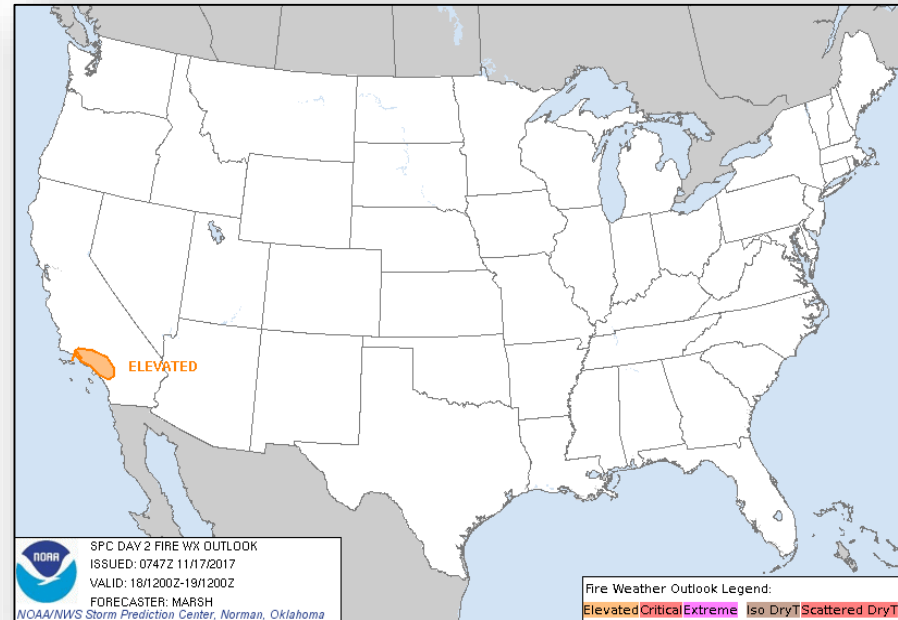 ELEVATED
NOAA
SPC DAY 2 FIRE WX OUTLOOK
ISSUED: 0747Z 11/17/2017
VALID: 18/1200Z-19/1200Z
FORECASTER: MARSH
NOAA/NWS Storm Prediction Center, Norman, Oklahoma
Fire Weather Outlook Legend:
Elevated Critical Extreme Iso DryT Scattered DryT